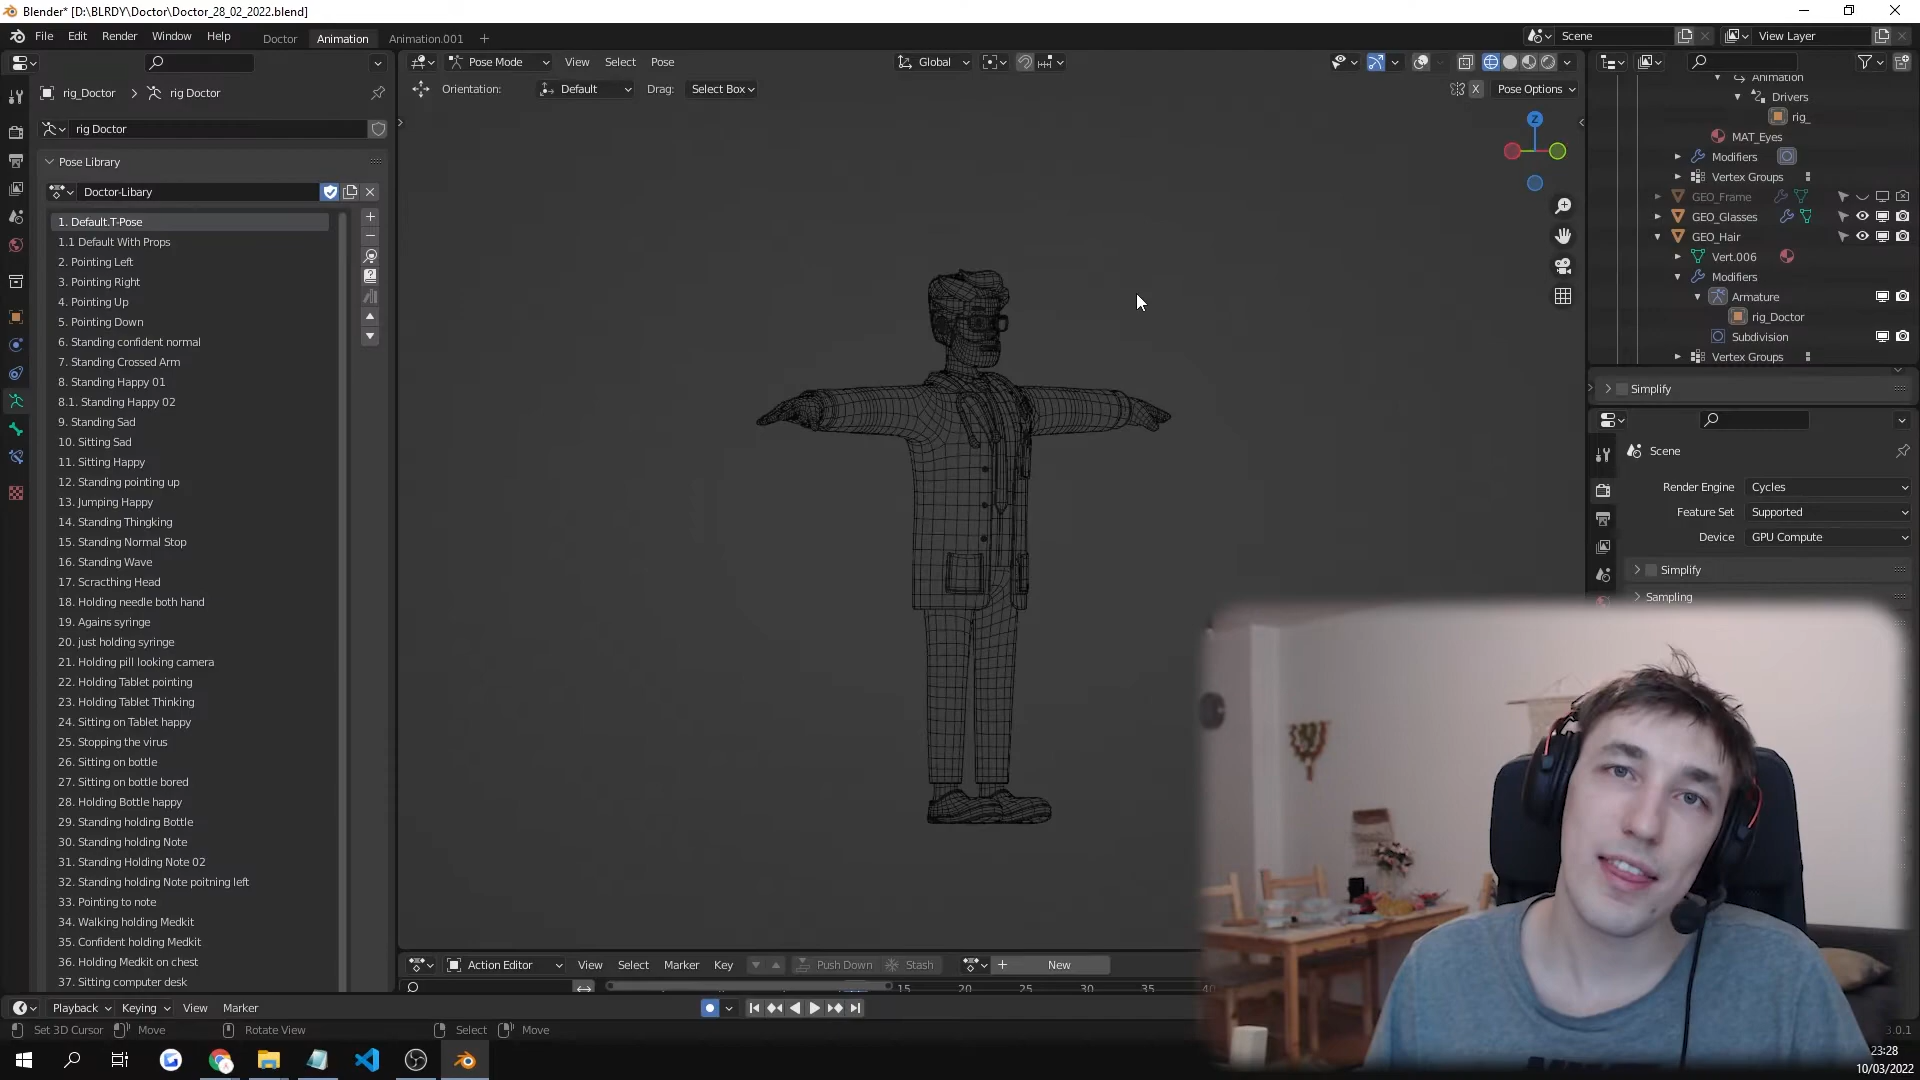 Blender* [D:\BLRDY\Doctor\Doctor_28_02_2022.blend]
File Edit Render Window Help Doctor Animation Animation.001 Scene View Layer
Pose Mode View Select Pose Global
rig_Doctor rig Doctor Orientation: Default Drag: Select Box X Pose Options
rig Doctor
Pose Library
Doctor-Libary
1. Default.T-Pose
1.1 Default With Props
2. Pointing Left
3. Pointing Right
4. Pointing Up
5. Pointing Down
6. Standing confident normal
7. Standing Crossed Arm
8. Standing Happy 01
8.1. Standing Happy 02
9. Standing Sad
10. Sitting Sad
11. Sitting Happy
12. Standing pointing up
13. Jumping Happy
14. Standing Thingking
15. Standing Normal Stop
16. Standing Wave
17. Scracthing Head
18. Holding needle both hand
19. Agains syringe
20. just holding syringe
21. Holding pill looking camera
22. Holding Tablet pointing
23. Holding Tablet Thinking
24. Sitting on Tablet happy
25. Stopping the virus
26. Sitting on bottle
27. Sitting on bottle bored
28. Holding Bottle happy
29. Standing holding Bottle
30. Standing holding Note
31. Standing Holding Note 02
32. Standing holding Note poitning left
33. Pointing to note
34. Walking holding Medkit
35. Confident holding Medkit
36. Holding Medkit on chest
37. Sitting computer desk
Z
Animation
Drivers
rig_
MAT_Eyes
Modifiers
Vertex Groups
GEO_Frame
GEO_Glasses
GEO_Hair
Vert.006
Modifiers
Armature
rig_Doctor
Subdivision
Vertex Groups
Simplify
Scene
Render Engine Cycles
Feature Set Supported
Device GPU Compute
Simplify
Sampling
Action Editor View Select Marker Key Push Down Stash New
15 20 25 30 35 40
Playback Keying View Marker
Set 3D Cursor Move Rotate View Select Move 3.0.1
23:28
10/03/2022